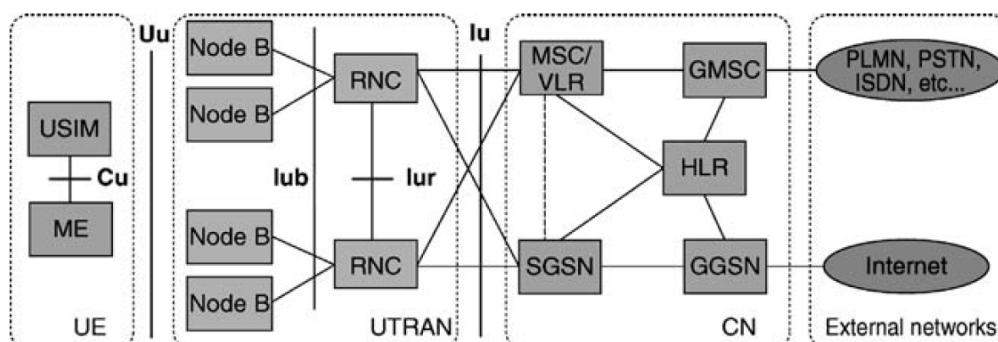 Uu
Iu
Node B
Node B
RNC
MSC/
VLR
GMSC
PLMN, PSTN,
ISDN, etc...
USIM
Cu
ME
Iub
Iur
HLR
Node B
Node B
RNC
SGSN
GGSN
Internet
UE
UTRAN
CN
External networks